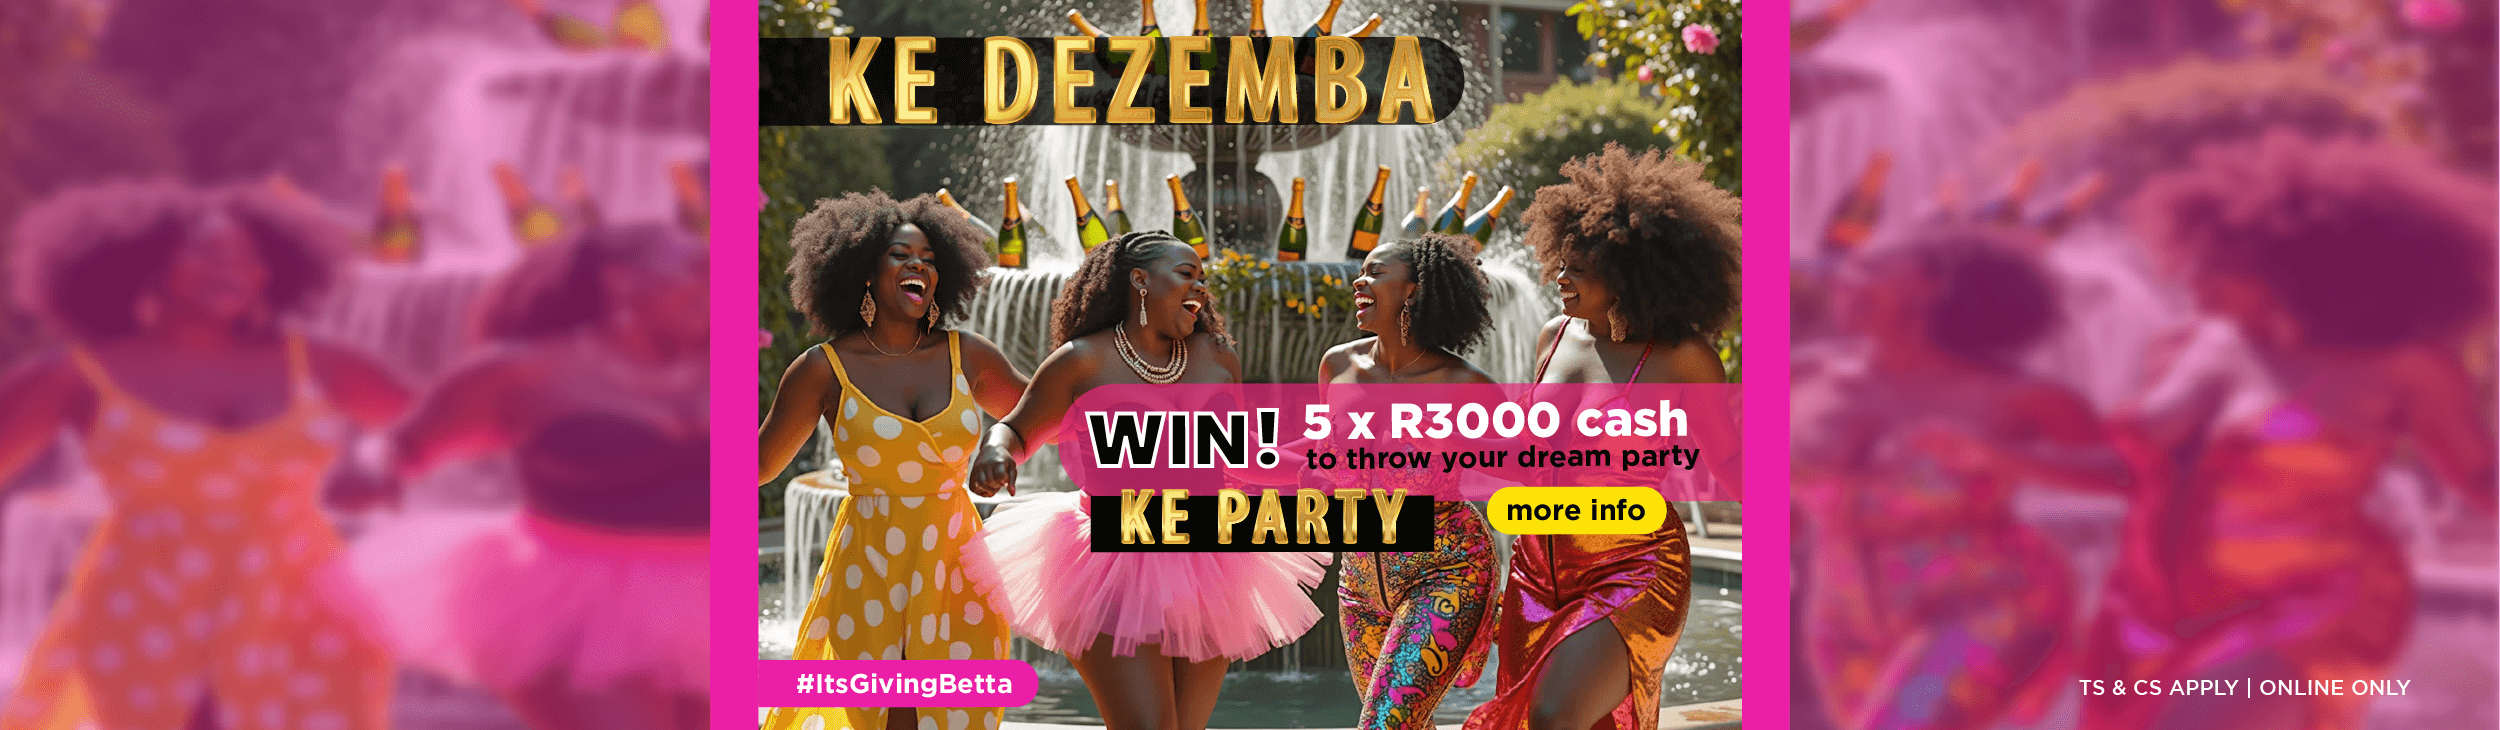 KE DEZEMBA
WIN! 5 x R3000 cash
to throw your dream party
KE PARTY
more info
#ItsGivingBetta
TS & CS APPLY | ONLINE ONLY